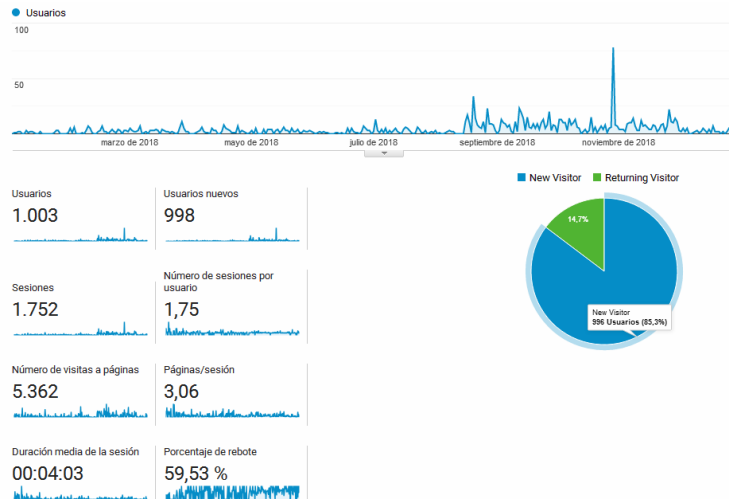 Usuarios
100
50
marzo de 2018
mayo de 2018
julio de 2018
septiembre de 2018
noviembre de 2018
New Visitor
Returning Visitor
Usuarios
1.003
Usuarios nuevos
998
14,7%
New Visitor
996 Usuarios (85,3%)
Sesiones
1.752
Número de sesiones por
usuario
1,75
Número de visitas a páginas
5.362
Páginas/sesión
3,06
Duración media de la sesión
00:04:03
Porcentaje de rebote
59,53 %